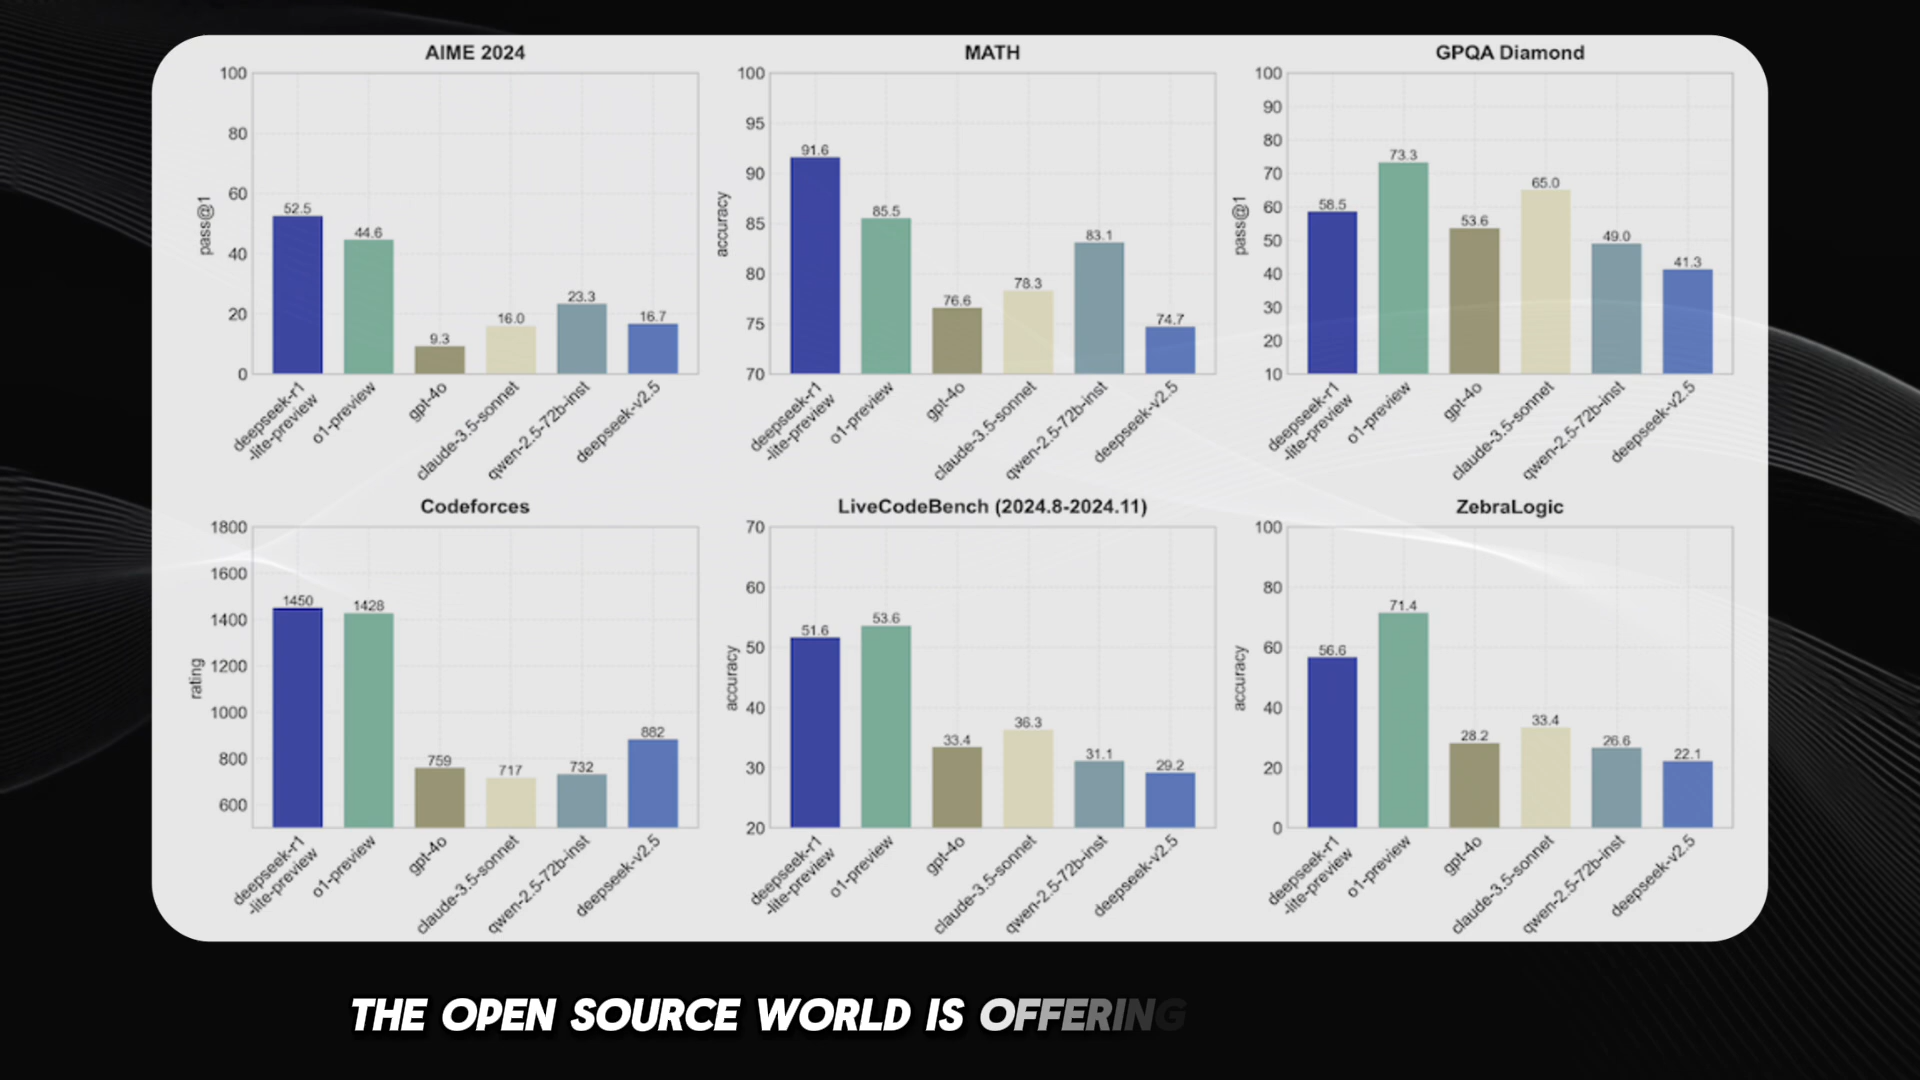 AIME 2024
100
80
60
40
20
0
pass@1
52.5
44.6
9.3
16.0
23.3
16.7
deepseek-r1
-lite-preview
o1-preview
gpt-4o
claude-3.5-sonnet
qwen-2.5-72b-inst
deepseek-v2.5
MATH
100
95
90
85
80
75
70
accuracy
91.6
85.5
76.6
78.3
83.1
74.7
deepseek-r1
-lite-preview
o1-preview
gpt-4o
claude-3.5-sonnet
qwen-2.5-72b-inst
deepseek-v2.5
GPQA Diamond
100
90
80
70
60
50
40
30
20
10
pass@1
58.5
73.3
53.6
65.0
49.0
41.3
deepseek-r1
-lite-preview
o1-preview
gpt-4o
claude-3.5-sonnet
qwen-2.5-72b-inst
deepseek-v2.5
Codeforces
1800
1600
1400
1200
1000
800
600
rating
1450
1428
759
717
732
882
deepseek-r1
-lite-preview
o1-preview
gpt-4o
claude-3.5-sonnet
qwen-2.5-72b-inst
deepseek-v2.5
LiveCodeBench (2024.8-2024.11)
70
60
50
40
30
20
accuracy
51.6
53.6
33.4
36.3
31.1
29.2
deepseek-r1
-lite-preview
o1-preview
gpt-4o
claude-3.5-sonnet
qwen-2.5-72b-inst
deepseek-v2.5
ZebraLogic
100
80
60
40
20
0
accuracy
56.6
71.4
28.2
33.4
26.6
22.1
deepseek-r1
-lite-preview
o1-preview
gpt-4o
claude-3.5-sonnet
qwen-2.5-72b-inst
deepseek-v2.5
THE OPEN SOURCE WORLD IS OFFERING